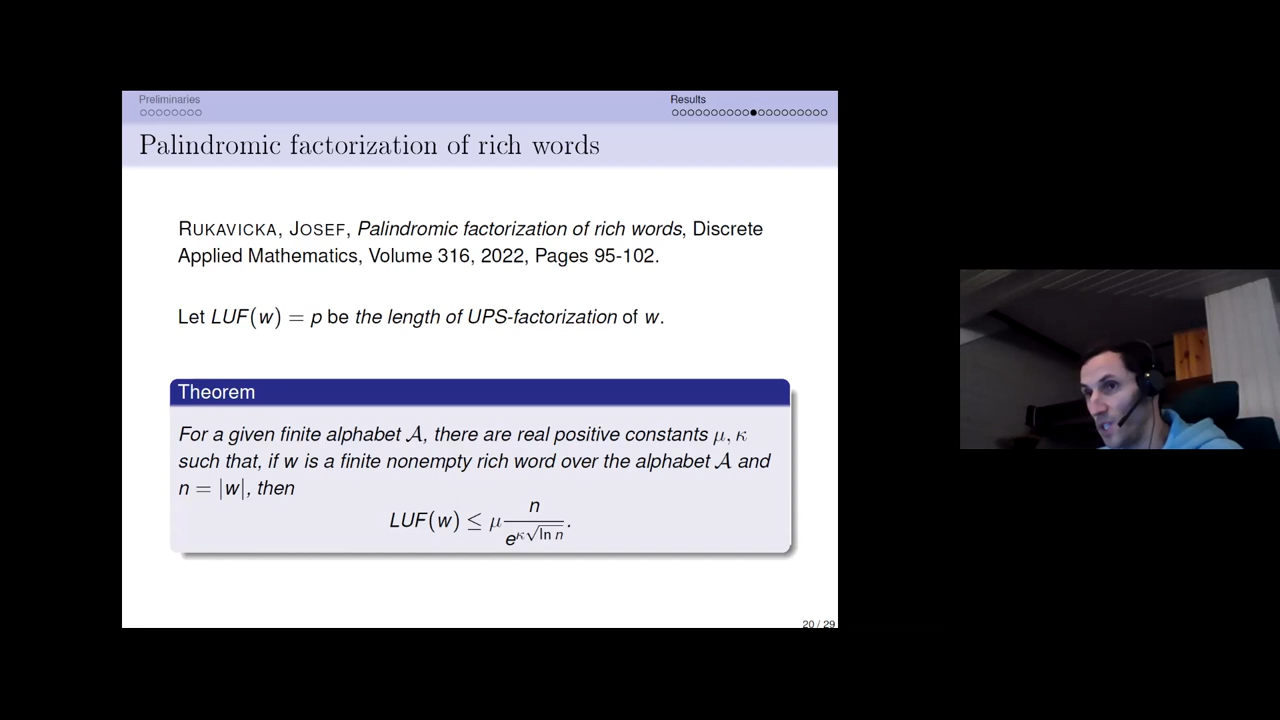 Preliminaries
Results
Palindromic factorization of rich words
RUKAVICKA, JOSEF, Palindromic factorization of rich words, Discrete
Applied Mathematics, Volume 316, 2022, Pages 95-102.
Let LUF(w) = p be the length of UPS-factorization of w.
Theorem
For a given finite alphabet 𝒜, there are real positive constants μ, κ
such that, if w is a finite nonempty rich word over the alphabet 𝒜 and
n = |w|, then
LUF(w) ≤ μ n / e^{κ√ln n}.
20 / 29